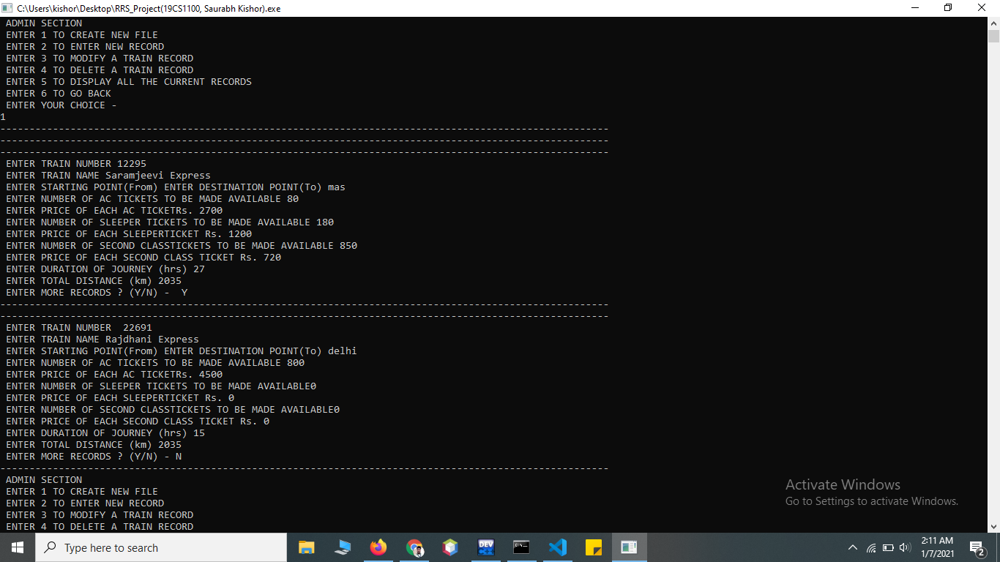 C:\Users\kishor\Desktop\RRS_Project(19CS1100, Saurabh Kishor).exe
ADMIN SECTION
ENTER 1 TO CREATE NEW FILE
ENTER 2 TO ENTER NEW RECORD
ENTER 3 TO MODIFY A TRAIN RECORD
ENTER 4 TO DELETE A TRAIN RECORD
ENTER 5 TO DISPLAY ALL THE CURRENT RECORDS
ENTER 6 TO GO BACK
ENTER YOUR CHOICE -
1
--------------------------------------------------------------------------------------------------------
--------------------------------------------------------------------------------------------------------
--------------------------------------------------------------------------------------------------------
ENTER TRAIN NUMBER 12295
ENTER TRAIN NAME Saramjeevi Express
ENTER STARTING POINT(From) ENTER DESTINATION POINT(To) mas
ENTER NUMBER OF AC TICKETS TO BE MADE AVAILABLE 80
ENTER PRICE OF EACH AC TICKETRs. 2700
ENTER NUMBER OF SLEEPER TICKETS TO BE MADE AVAILABLE 180
ENTER PRICE OF EACH SLEEPERTICKET Rs. 1200
ENTER NUMBER OF SECOND CLASSTICKETS TO BE MADE AVAILABLE 850
ENTER PRICE OF EACH SECOND CLASS TICKET Rs. 720
ENTER DURATION OF JOURNEY (hrs) 27
ENTER TOTAL DISTANCE (km) 2035
ENTER MORE RECORDS ? (Y/N) -  Y
--------------------------------------------------------------------------------------------------------
--------------------------------------------------------------------------------------------------------
ENTER TRAIN NUMBER  22691
ENTER TRAIN NAME Rajdhani Express
ENTER STARTING POINT(From) ENTER DESTINATION POINT(To) delhi
ENTER NUMBER OF AC TICKETS TO BE MADE AVAILABLE 800
ENTER PRICE OF EACH AC TICKETRs. 4500
ENTER NUMBER OF SLEEPER TICKETS TO BE MADE AVAILABLE0
ENTER PRICE OF EACH SLEEPERTICKET Rs. 0
ENTER NUMBER OF SECOND CLASSTICKETS TO BE MADE AVAILABLE0
ENTER PRICE OF EACH SECOND CLASS TICKET Rs. 0
ENTER DURATION OF JOURNEY (hrs) 15
ENTER TOTAL DISTANCE (km) 2035
ENTER MORE RECORDS ? (Y/N) - N
--------------------------------------------------------------------------------------------------------
ADMIN SECTION
ENTER 1 TO CREATE NEW FILE
ENTER 2 TO ENTER NEW RECORD
ENTER 3 TO MODIFY A TRAIN RECORD
ENTER 4 TO DELETE A TRAIN RECORD
Activate Windows
Go to Settings to activate Windows.
Type here to search
DEV
2:11 AM
1/7/2021
2